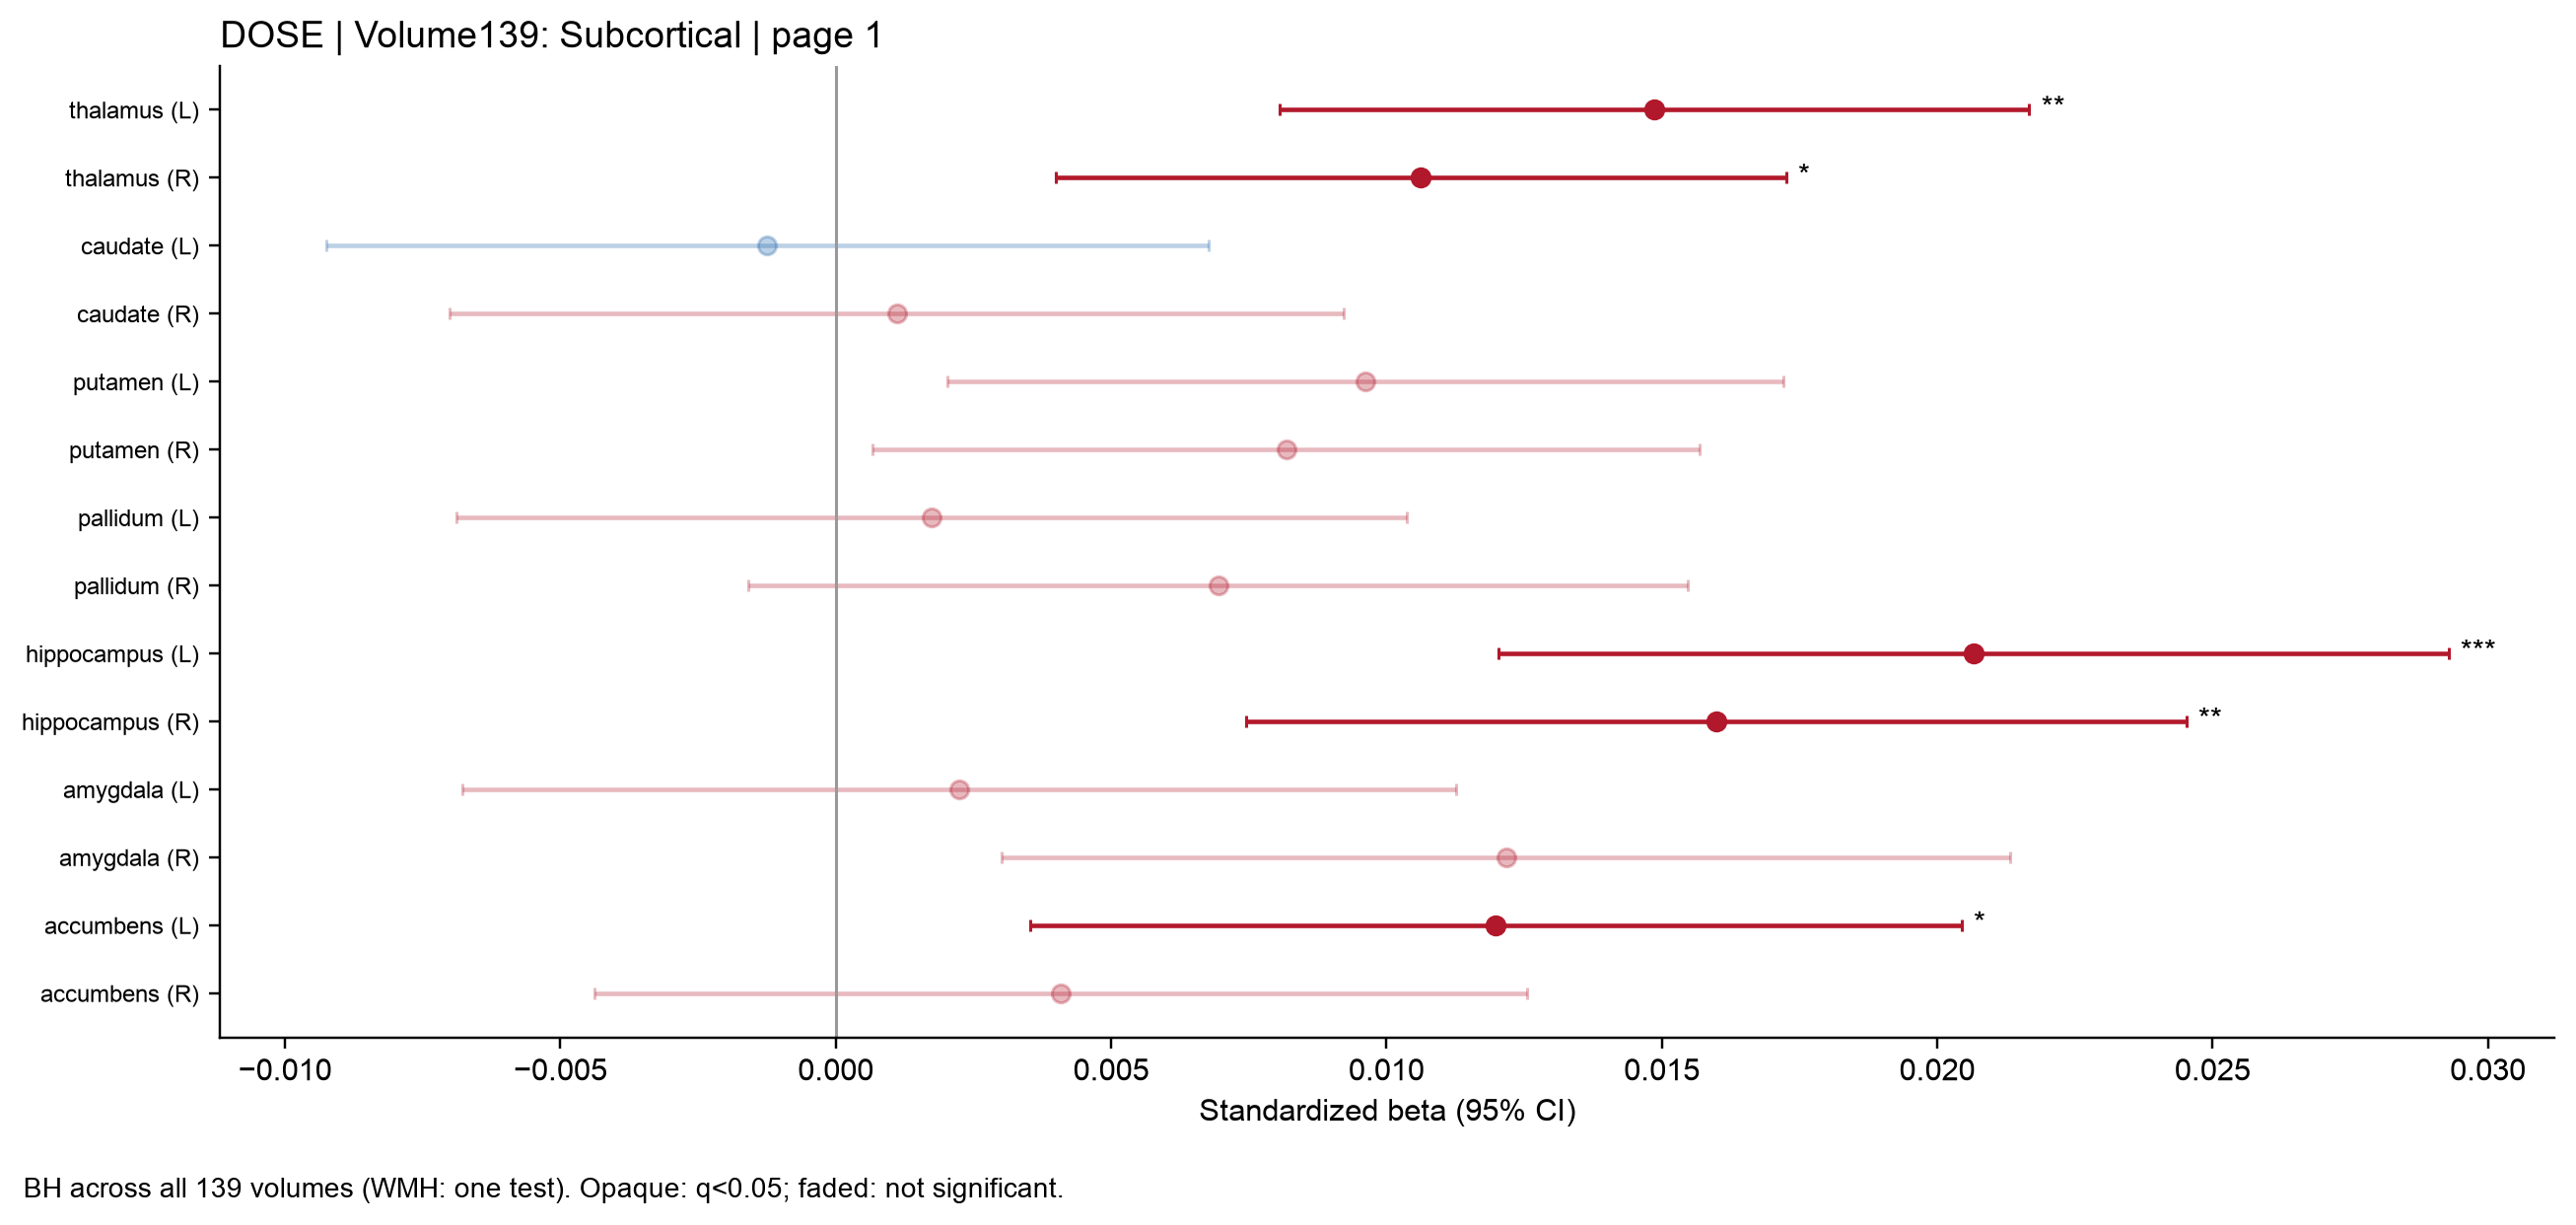 DOSE | Volume139: Subcortical | page 1
thalamus (L)
**
thalamus (R)
*
caudate (L)
caudate (R)
putamen (L)
putamen (R)
pallidum (L)
pallidum (R)
hippocampus (L)
***
hippocampus (R)
**
amygdala (L)
amygdala (R)
accumbens (L)
*
accumbens (R)
−0.010 −0.005 0.000 0.005 0.010 0.015 0.020 0.025 0.030
Standardized beta (95% CI)
BH across all 139 volumes (WMH: one test). Opaque: q<0.05; faded: not significant.